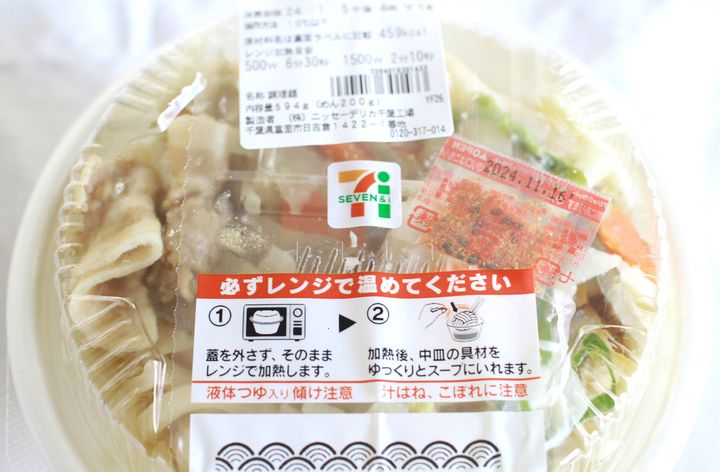 原材料名は裏面ラベルに記載 459kcal
レンジ加熱目安
500W 6分30秒 1500W 2分10秒
名称 調理麺
内容量594g (めん200g)
YF26
製造者 (株)ニッセーデリカ千葉工場
千葉県富里市日吉倉1422-1番地
0120-317-014
OPEN
2024.11.16
7
SEVEN&i
必ずレンジで温めてください
① ▶ ②
蓋を外さず、そのまま
レンジで加熱します。
加熱後、中皿の具材を
ゆっくりとスープにいれます。
液体つゆ入り傾け注意
汁はね、こぼれに注意